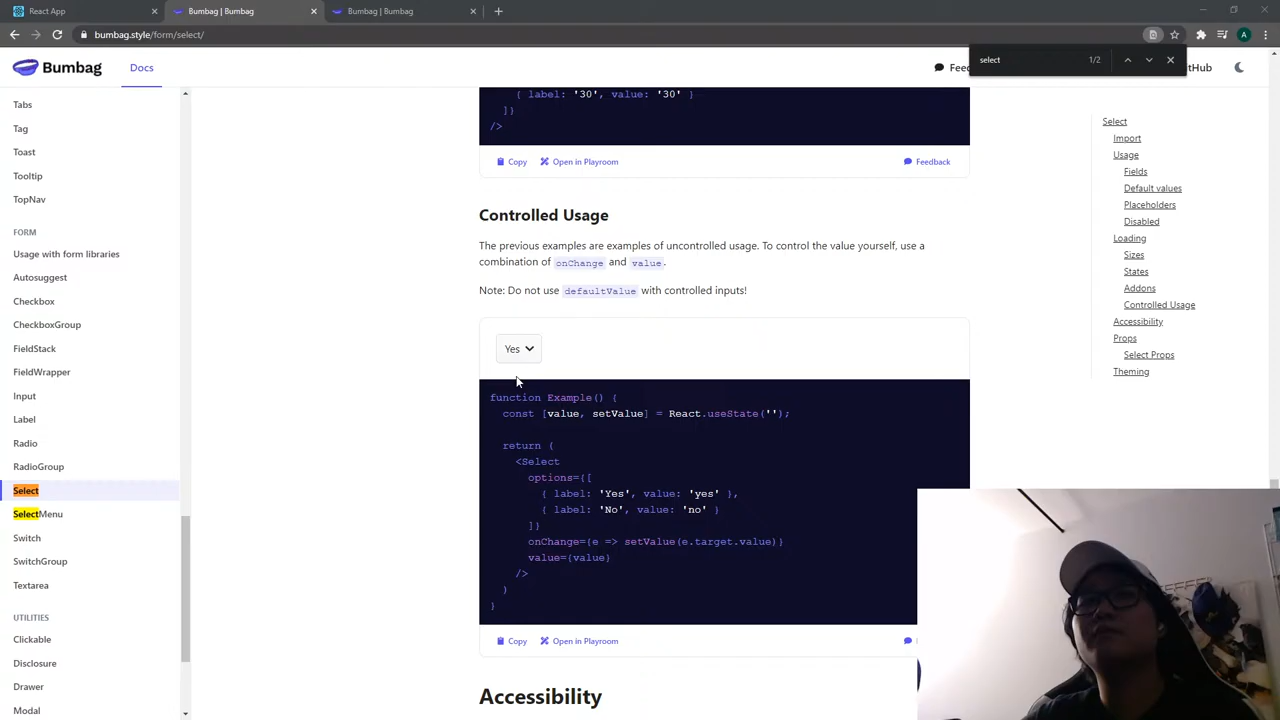 React App
Bumbag | Bumbag
Bumbag | Bumbag
bumbag.style/form/select/
A
Bumbag
Docs
select
1/2
Tabs
Tag
Toast
Tooltip
TopNav
FORM
Usage with form libraries
Autosuggest
Checkbox
CheckboxGroup
FieldStack
FieldWrapper
Input
Label
Radio
RadioGroup
Select
SelectMenu
Switch
SwitchGroup
Textarea
UTILITIES
Clickable
Disclosure
Drawer
Modal
{ label: '30', value: '30' }
]}
/>
Copy
Open in Playroom
Feedback
Controlled Usage
The previous examples are examples of uncontrolled usage. To control the value yourself, use a
combination of onChange and value.
Note: Do not use defaultValue with controlled inputs!
Yes
function Example() {
const [value, setValue] = React.useState('');
return (
<Select
options={[
{ label: 'Yes', value: 'yes' },
{ label: 'No', value: 'no' }
]}
onChange={e => setValue(e.target.value)}
value={value}
/>
)
}
Copy
Open in Playroom
Accessibility
Select
Import
Usage
Fields
Default values
Placeholders
Disabled
Loading
Sizes
States
Addons
Controlled Usage
Accessibility
Props
Select Props
Theming